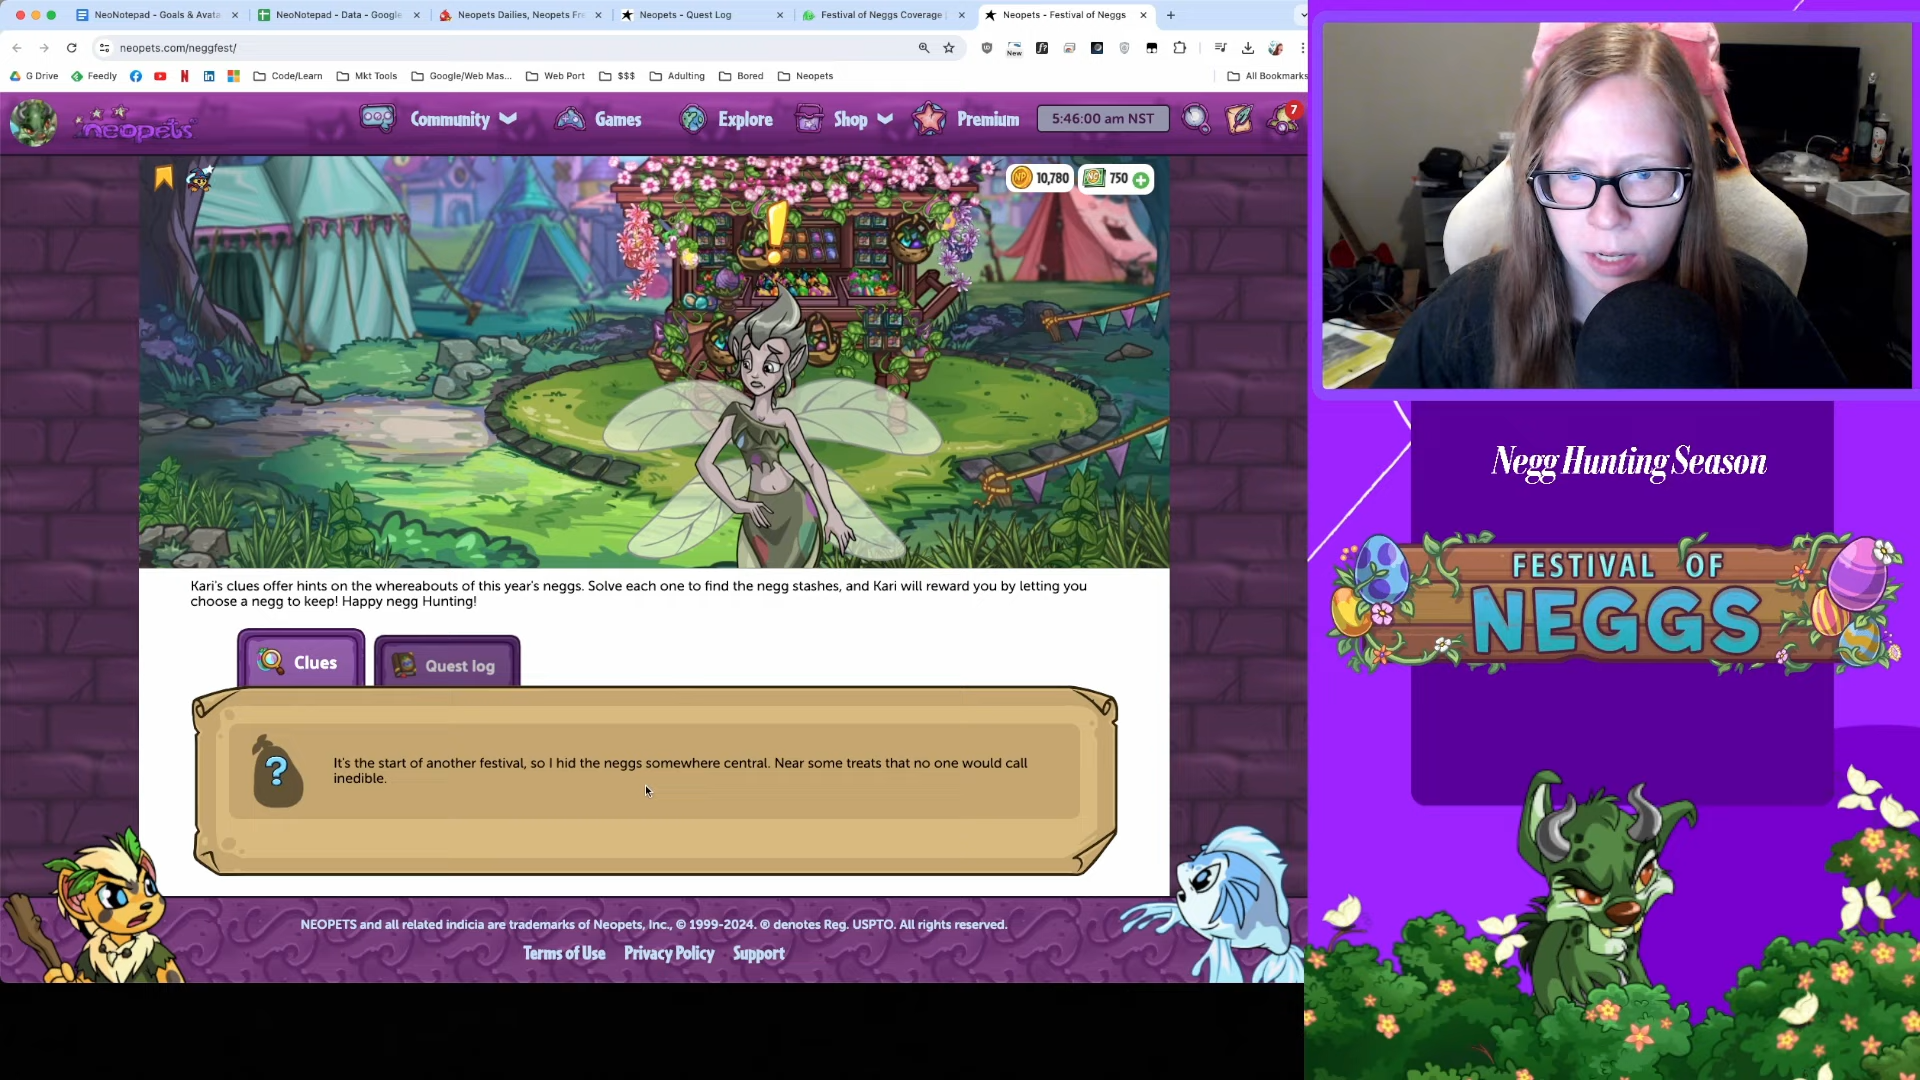 NeoNotepad - Goals & Avata
NeoNotepad - Data - Google
Neopets Dailies, Neopets Fr
Neopets - Quest Log
Festival of Neggs Coverage
Neopets - Festival of Neggs
neopets.com/neggfest/
New
G Drive
Feedly
Code/Learn
Mkt Tools
Google/Web Mas...
Web Port
$$$
Adulting
Bored
Neopets
All Bookmarks
neopets
Community
Games
Explore
Shop
Premium
5:46:00 am NST
7
NP
10,780
NC
750
Kari's clues offer hints on the whereabouts of this year's neggs. Solve each one to find the negg stashes, and Kari will reward you by letting you
choose a negg to keep! Happy negg Hunting!
Clues
Quest log
?
It's the start of another festival, so I hid the neggs somewhere central. Near some treats that no one would call
inedible.
NEOPETS and all related indicia are trademarks of Neopets, Inc., © 1999-2024. ® denotes Reg. USPTO. All rights reserved.
Terms of Use
Privacy Policy
Support
Negg Hunting Season
FESTIVAL OF
NEGGS